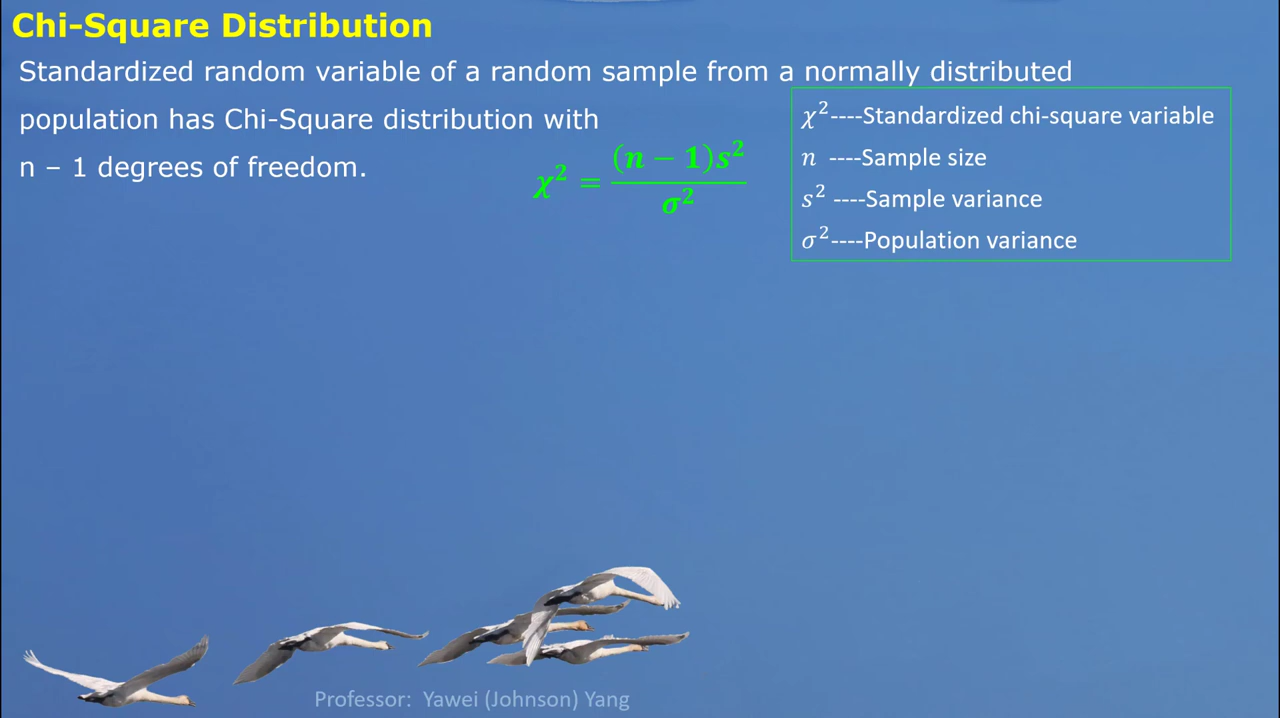 Chi-Square Distribution
Standardized random variable of a random sample from a normally distributed
population has Chi-Square distribution with
n – 1 degrees of freedom.
χ² = (n − 1)s² / σ²
χ²----Standardized chi-square variable
n ----Sample size
s² ----Sample variance
σ²----Population variance
Professor: Yawei (Johnson) Yang